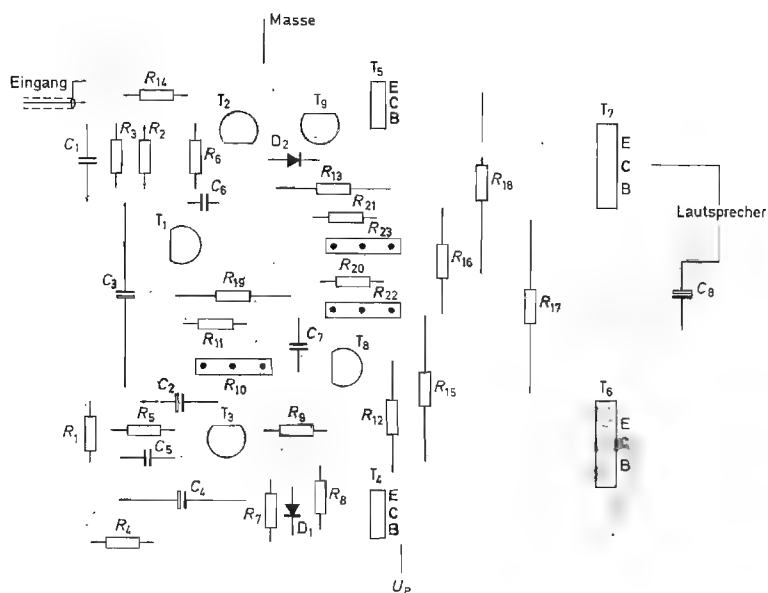 Masse
Eingang
R14
T2
T9
T5
E
C
B
T7
E
C
B
C1
R3
R2
R6
D2
C6
R13
R18
Lautsprecher
R21
T1
R23
R16
C3
R19
R20
C8
R22
R17
R11
C7
T8
R10
R15
C2
T6
E
C
B
R1
R5
T3
R9
R12
C5
C4
R7
D1
R8
T4
E
C
B
R4
UP